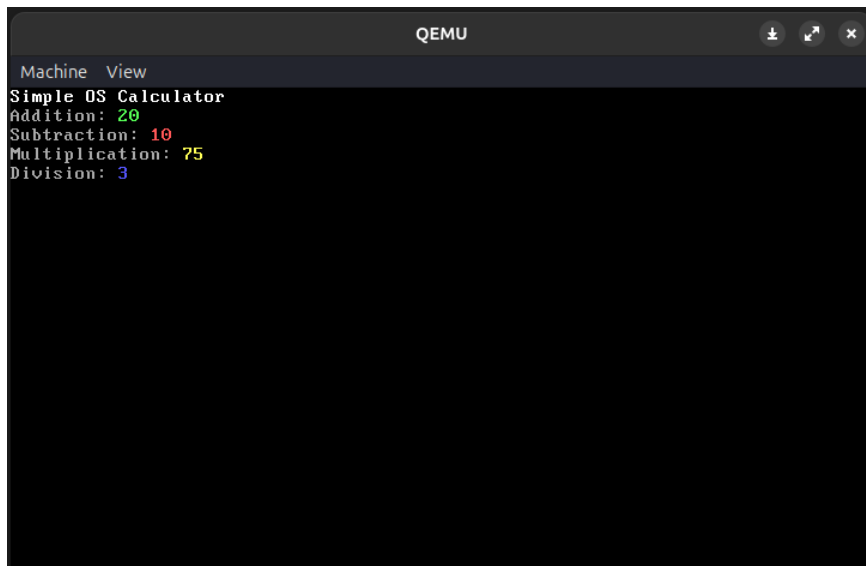 QEMU
Machine View
Simple OS Calculator
Addition: 20
Subtraction: 10
Multiplication: 75
Division: 3